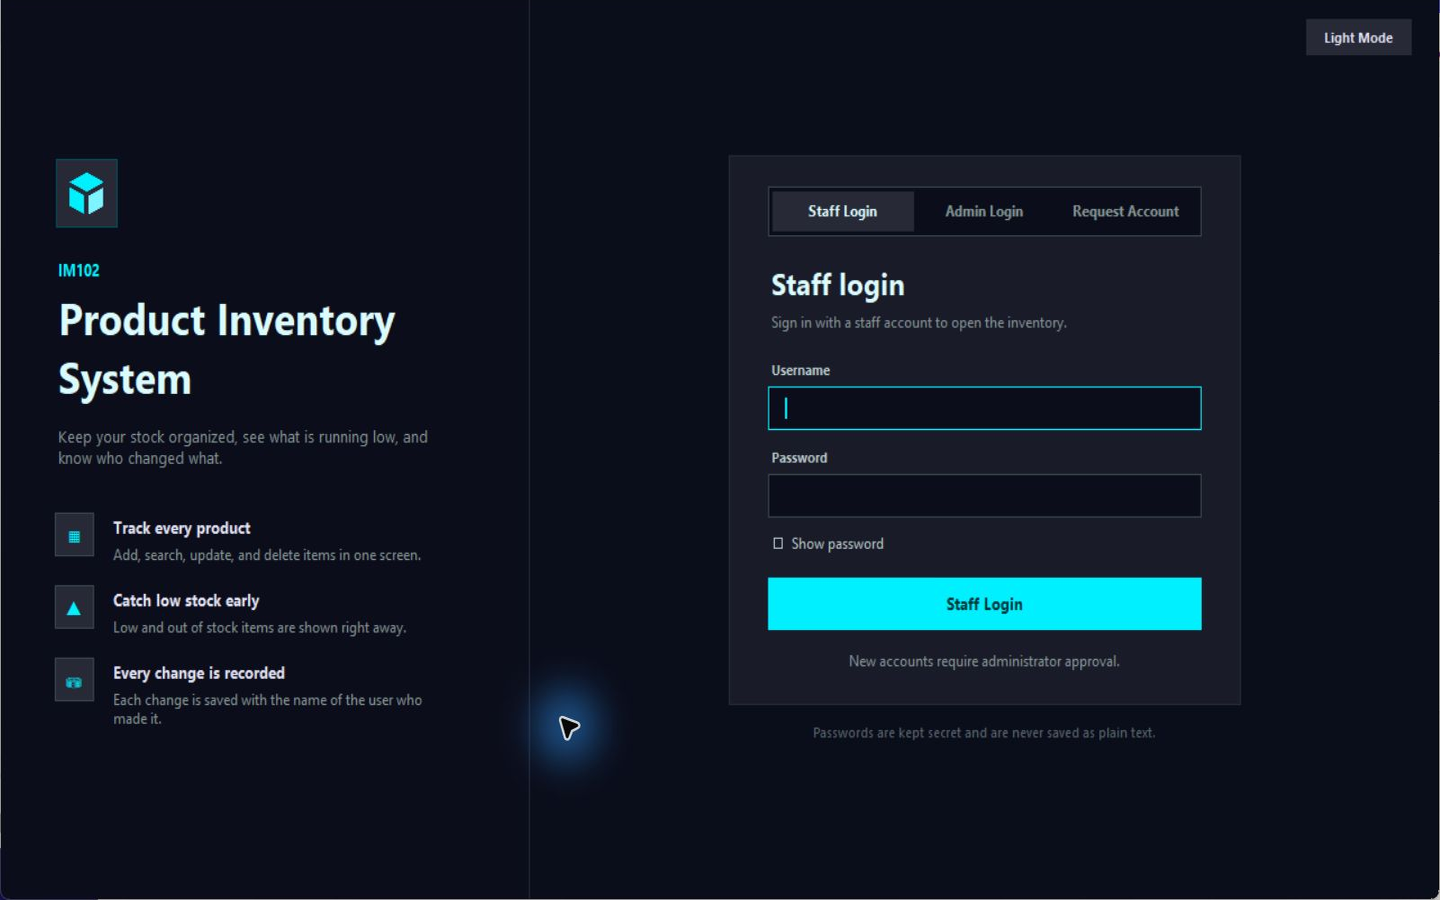 Light Mode
IM102
Product Inventory
System
Keep your stock organized, see what is running low, and
know who changed what.
Track every product
Add, search, update, and delete items in one screen.
Catch low stock early
Low and out of stock items are shown right away.
Every change is recorded
Each change is saved with the name of the user who
made it.
Staff Login
Admin Login
Request Account
Staff login
Sign in with a staff account to open the inventory.
Username
Password
Show password
Staff Login
New accounts require administrator approval.
Passwords are kept secret and are never saved as plain text.